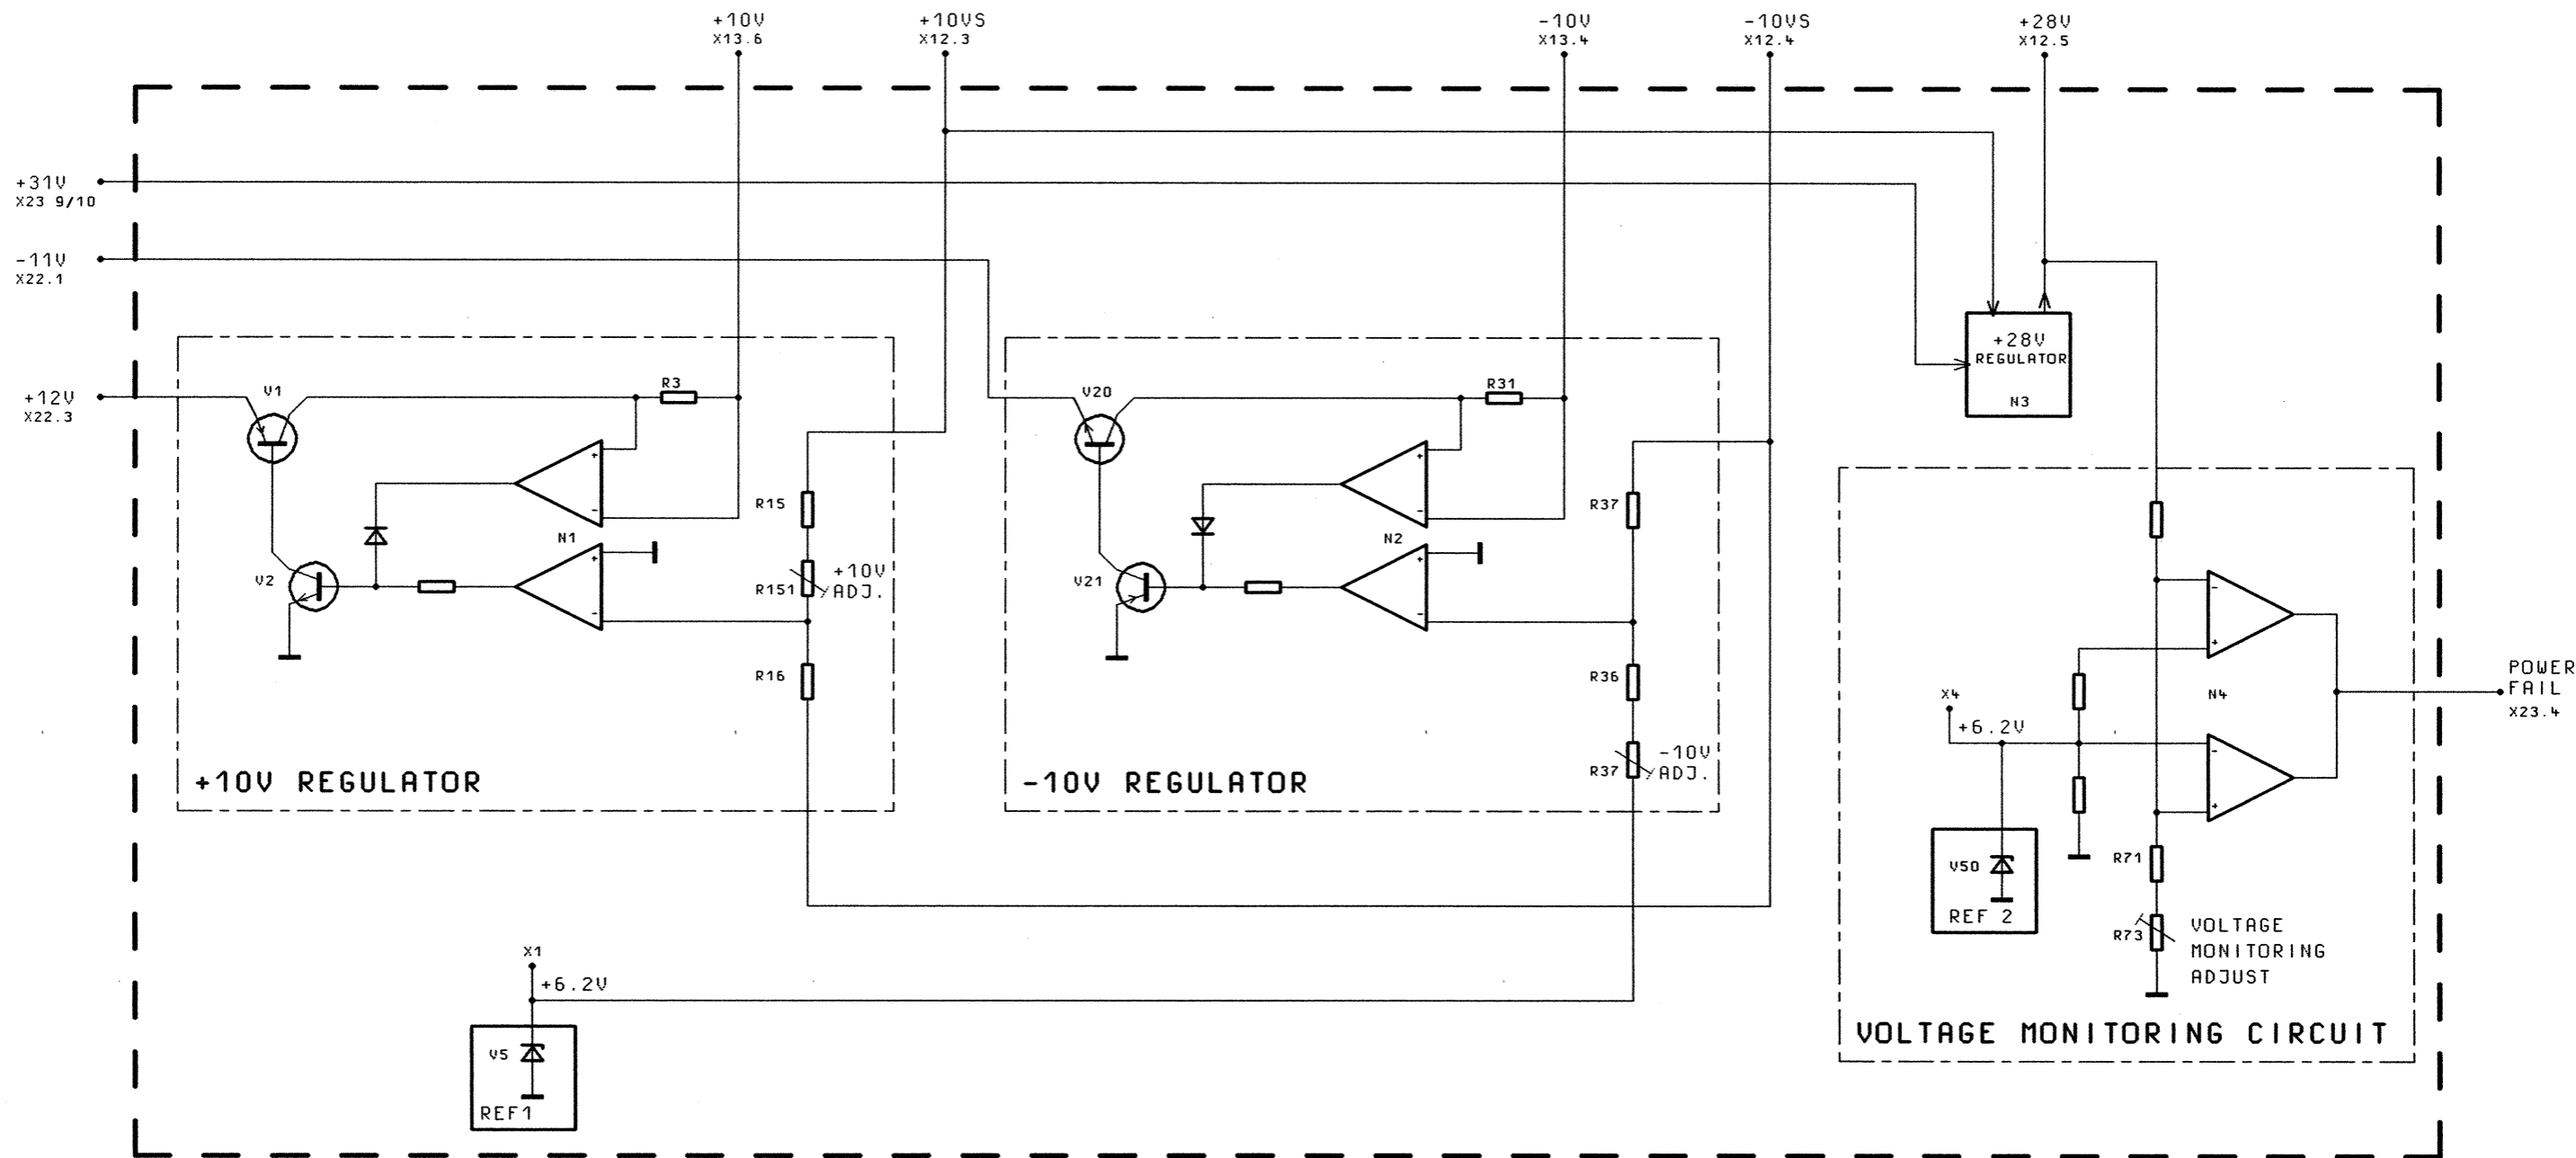 +10V
X13.6
+10VS
X12.3
-10V
X13.4
-10VS
X12.4
+28V
X12.5
+31V
X23 9/10
-11V
X22.1
+12V
X22.3
V1
R3
+
-
N1
+
-
V2
R15
R151
+10V
ADJ.
R16
+10V REGULATOR
V20
R31
+
-
N2
+
-
V21
R37
R36
R37
-10V
ADJ.
-10V REGULATOR
+28V
REGULATOR
N3
-
+
N4
-
+
X4
+6.2V
V50
REF 2
R71
R73
VOLTAGE
MONITORING
ADJUST
VOLTAGE MONITORING CIRCUIT
POWER
FAIL
X23.4
X1
+6.2V
V5
REF1